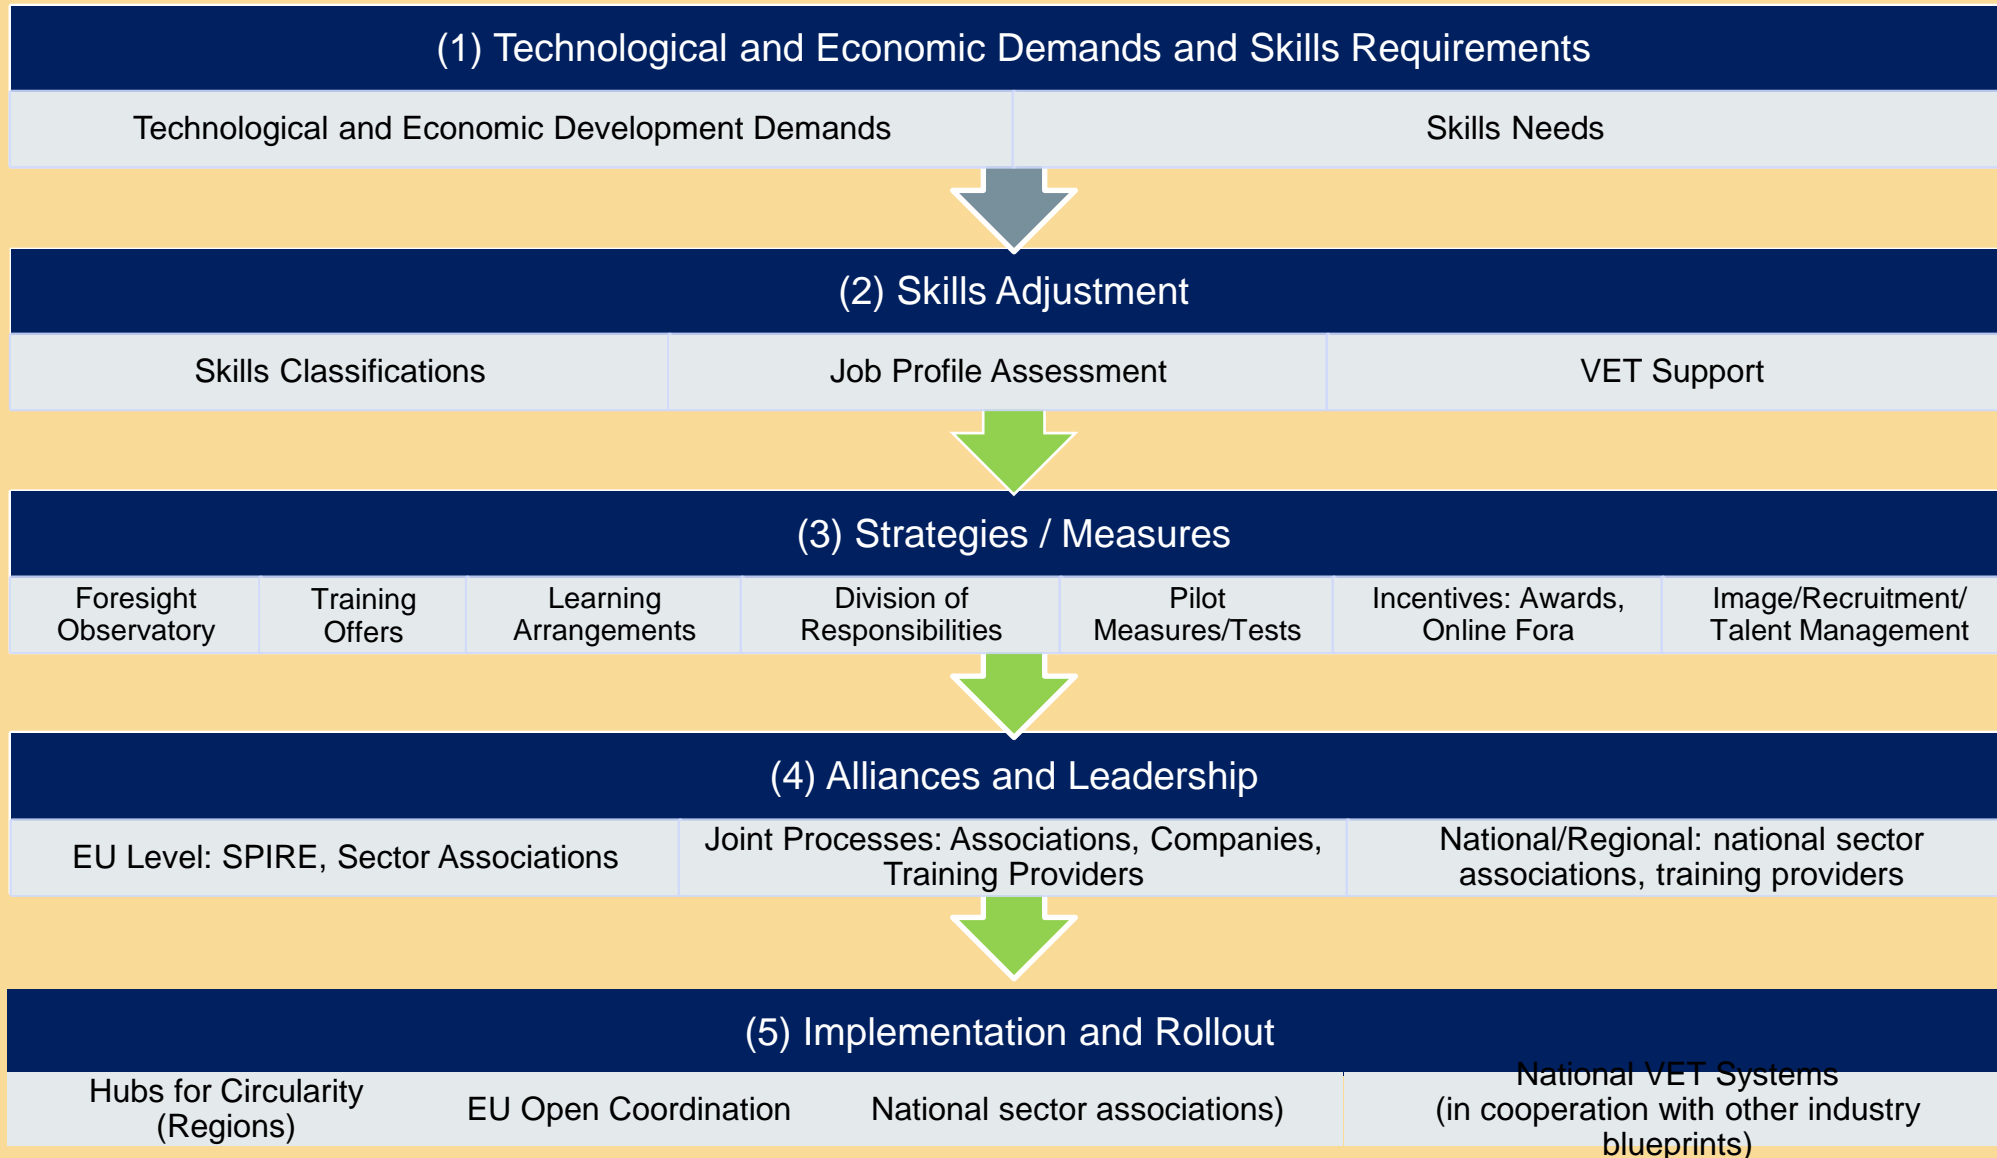 (1) Technological and Economic Demands and Skills Requirements
Technological and Economic Development Demands
Skills Needs
(2) Skills Adjustment
Skills Classifications
Job Profile Assessment
VET Support
(3) Strategies / Measures
Foresight
Observatory
Training
Offers
Learning
Arrangements
Division of
Responsibilities
Pilot
Measures/Tests
Incentives: Awards,
Online Fora
Image/Recruitment/
Talent Management
(4) Alliances and Leadership
EU Level: SPIRE, Sector Associations
Joint Processes: Associations, Companies,
Training Providers
National/Regional: national sector
associations, training providers
(5) Implementation and Rollout
Hubs for Circularity
(Regions)
EU Open Coordination
National sector associations)
National VET Systems
(in cooperation with other industry
blueprints)